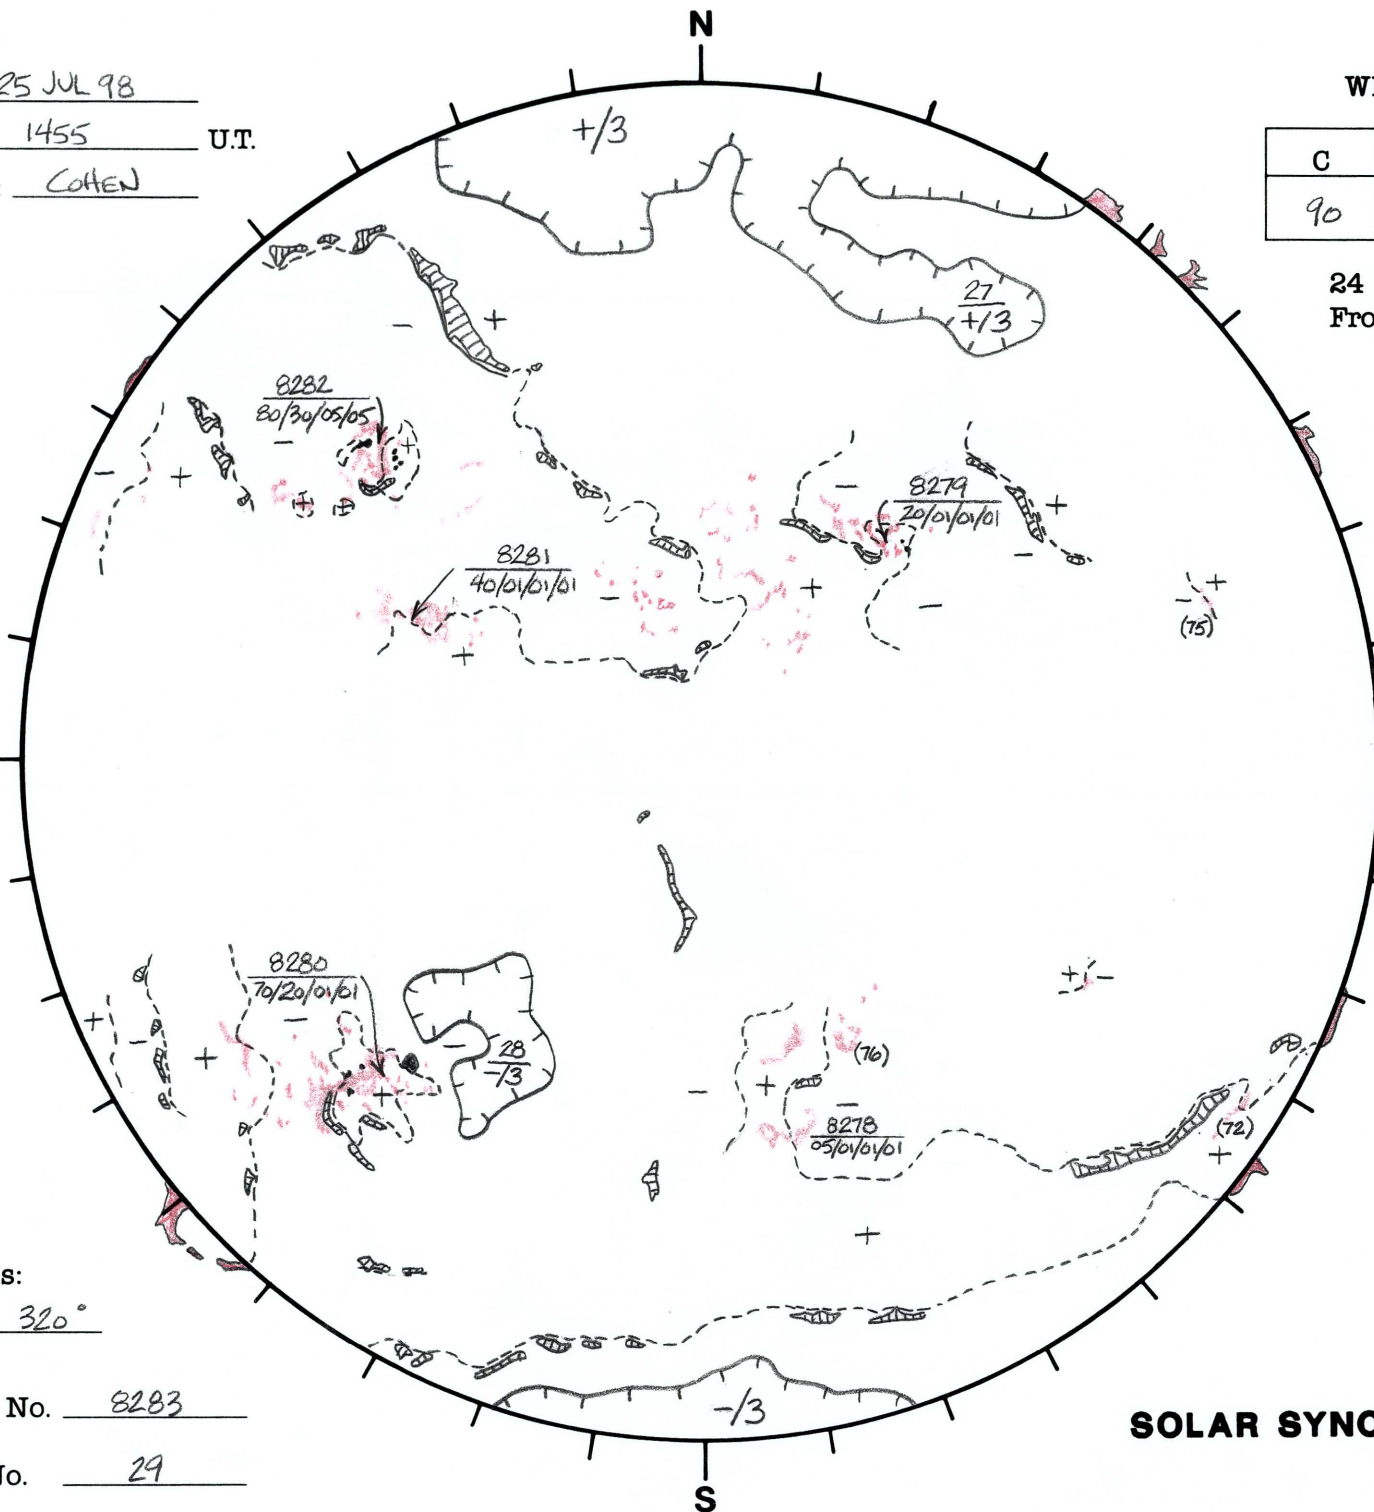 N
25 JUL 98
1455 U.T.
COHEN
C
90
24
Fro
+/3
27
+/3
- +
8282
80/30/05/05
- +
- +
+ +
8279
20/01/01/01
- + -
8281
40/01/01/01
- + -
+
- +
(75)
8280
70/20/01/01
-
+ - +
+
-
28
-/3
+ -
(76)
- + -
8278
05/01/01/01
(72)
+
+
s:
320°
No. 8283
No. 29
-/3
SOLAR SYNO
S